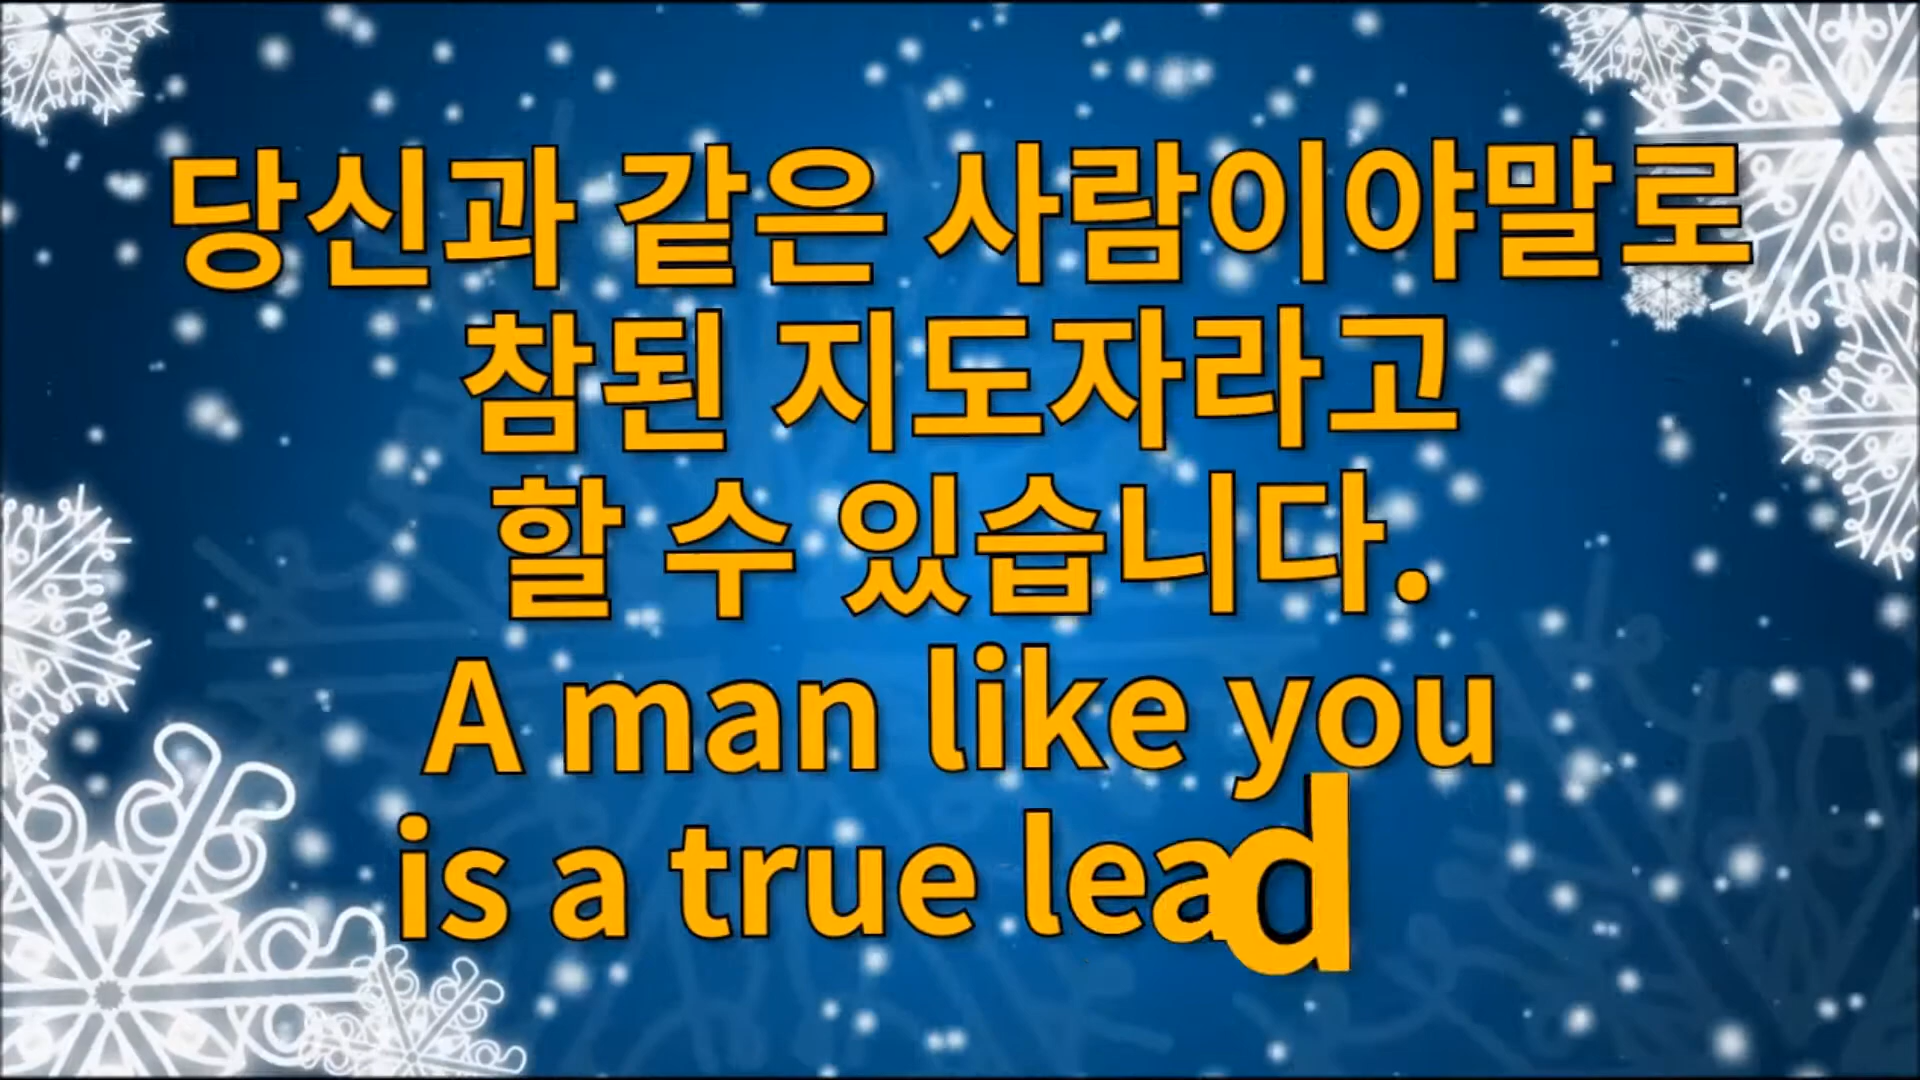 당신과 같은 사람이야말로
참된 지도자라고
할 수 있습니다.
A man like you
is a true lead